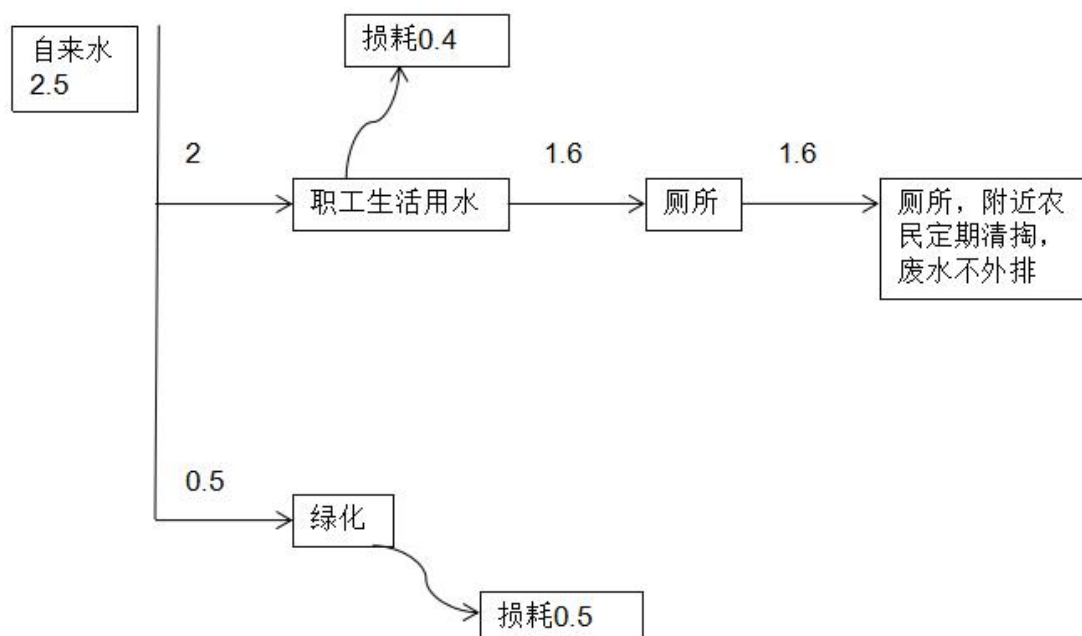 自来水
2.5
损耗0.4
2
职工生活用水
1.6
厕所
1.6
厕所，附近农
民定期清掏，
废水不外排
0.5
绿化
损耗0.5